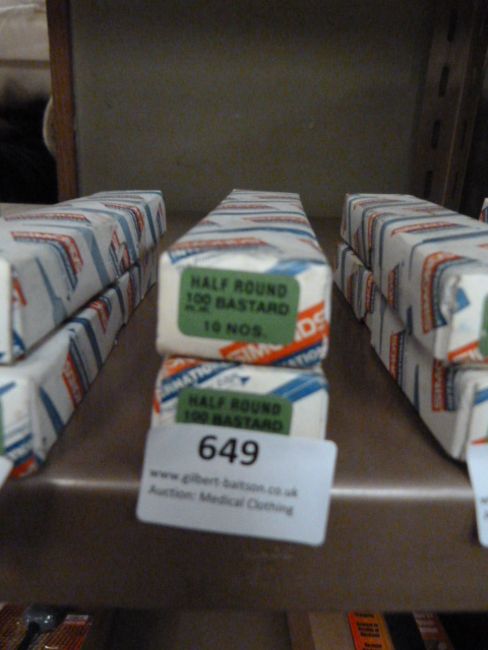 HALF ROUND
100 BASTARD
m.m.
10 NOS.
SIMONDS
HALF ROUND
100 BASTARD
649
www.gilbert-baitson.co.uk
Auction: Medical Clothing